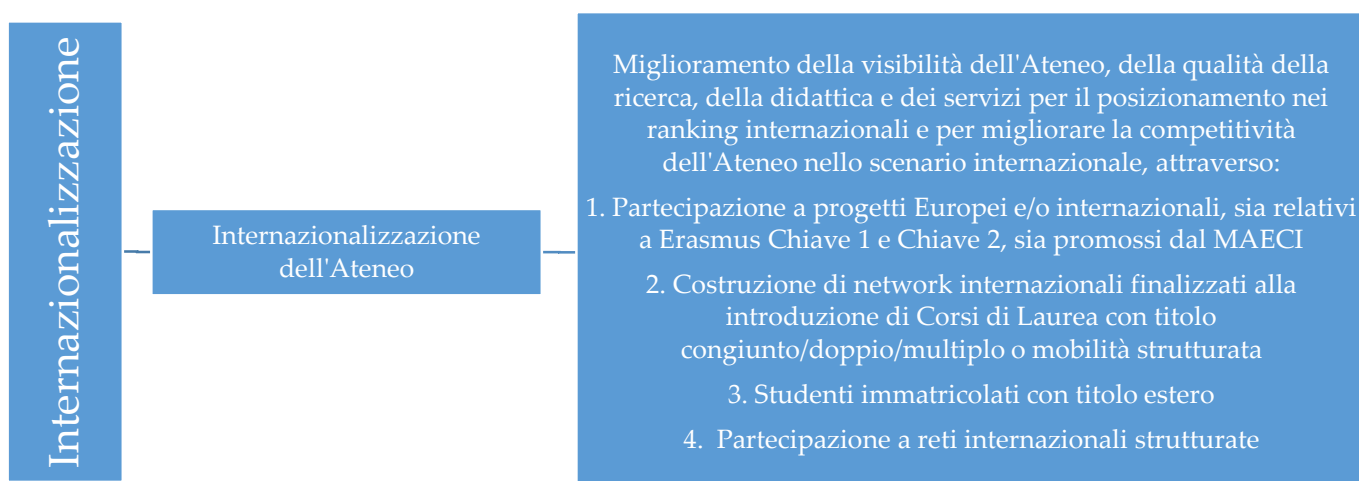 Internazionalizzazione
Internazionalizzazione
dell'Ateneo
Miglioramento della visibilità dell'Ateneo, della qualità della
ricerca, della didattica e dei servizi per il posizionamento nei
ranking internazionali e per migliorare la competitività
dell'Ateneo nello scenario internazionale, attraverso:
1. Partecipazione a progetti Europei e/o internazionali, sia relativi
a Erasmus Chiave 1 e Chiave 2, sia promossi dal MAECI
2. Costruzione di network internazionali finalizzati alla
introduzione di Corsi di Laurea con titolo
congiunto/doppio/multiplo o mobilità strutturata
3. Studenti immatricolati con titolo estero
4. Partecipazione a reti internazionali strutturate